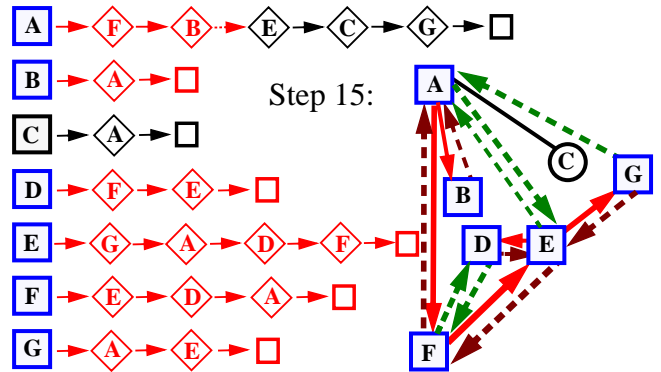 A F B E C G
B A
Step 15:
C A
D F E
E G A D F
F E D A
G A E
A
C
G
B
D E
F